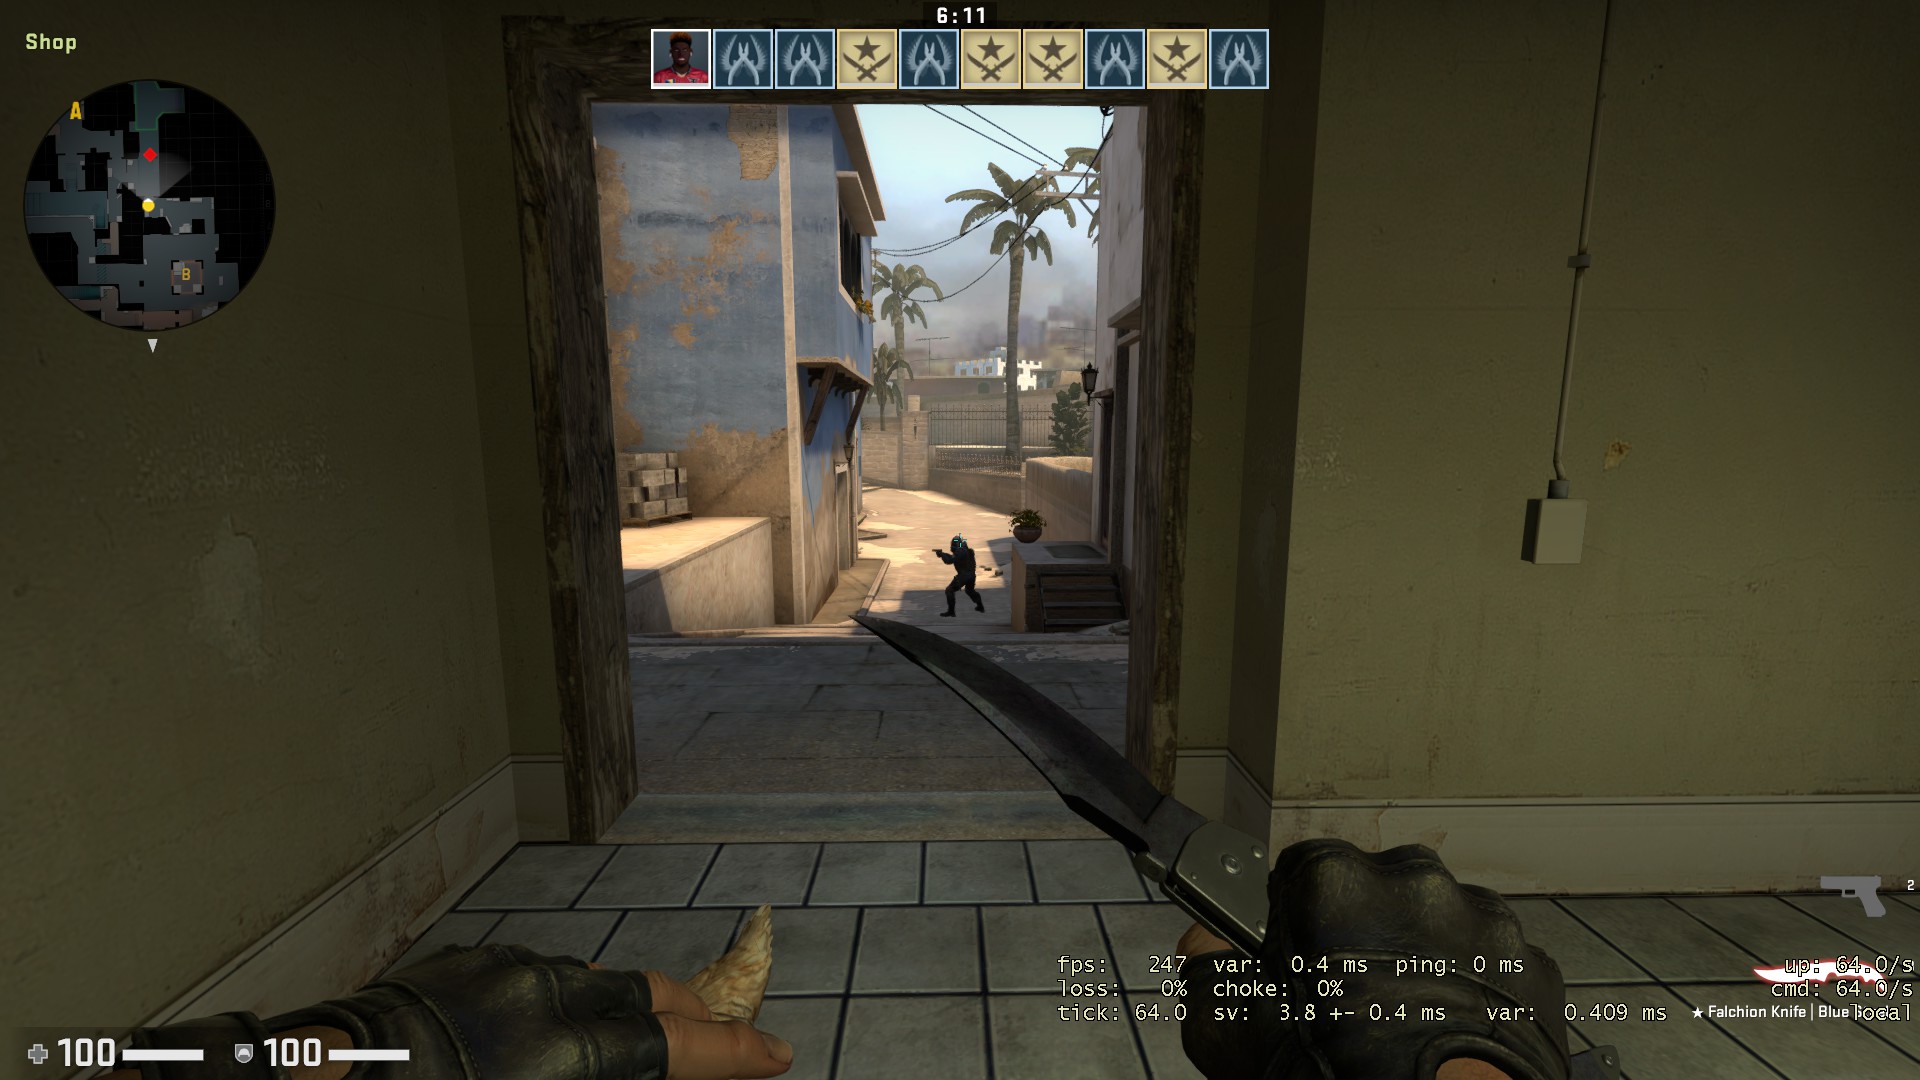 6:11
Shop
A
B
2
fps: 247 var: 0.4 ms ping: 0 ms
up: 64.0/s
loss: 0% choke: 0%
cmd: 64.0/s
tick: 64.0 sv: 3.8 +- 0.4 ms var: 0.409 ms
local
★ Falchion Knife | Blue
100
100